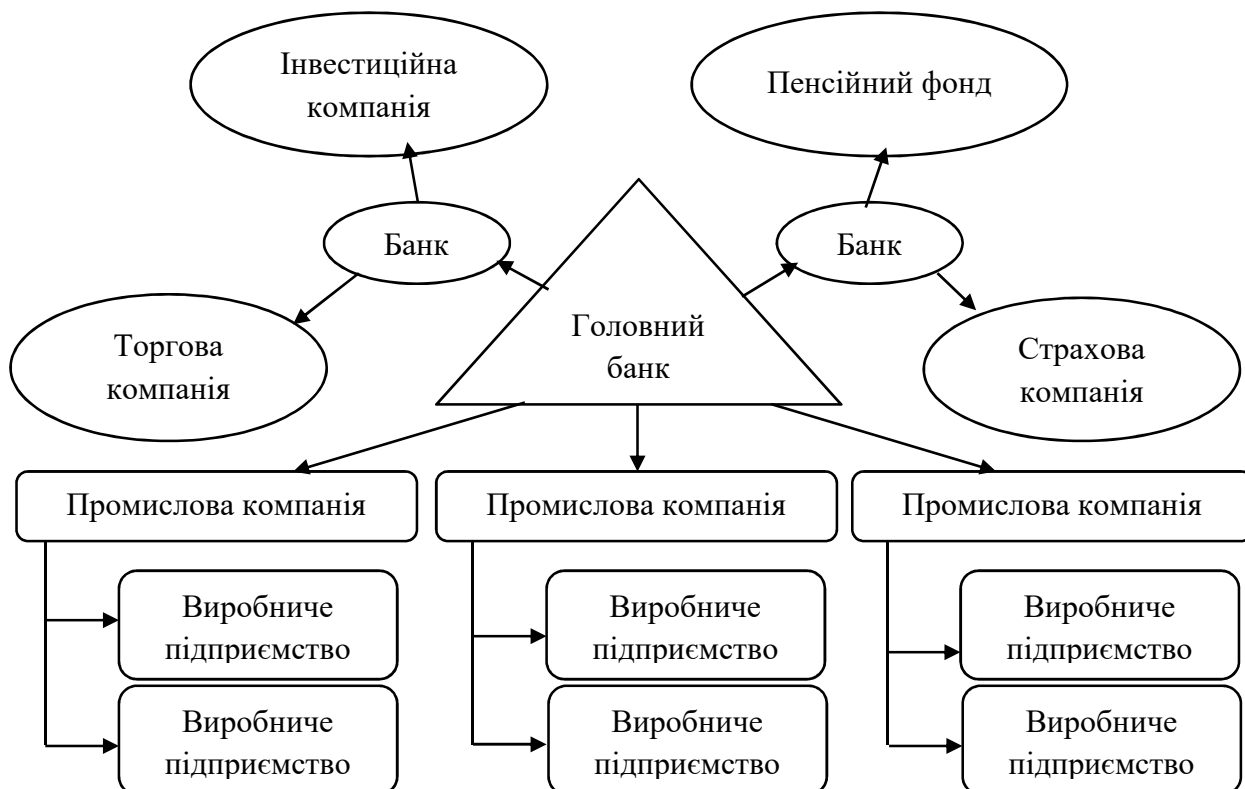 Інвестиційна
компанія
Пенсійний фонд
Банк
Банк
Торгова
компанія
Головний
банк
Страхова
компанія
Промислова компанія
Промислова компанія
Промислова компанія
Виробниче
підприємство
Виробниче
підприємство
Виробниче
підприємство
Виробниче
підприємство
Виробниче
підприємство
Виробниче
підприємство